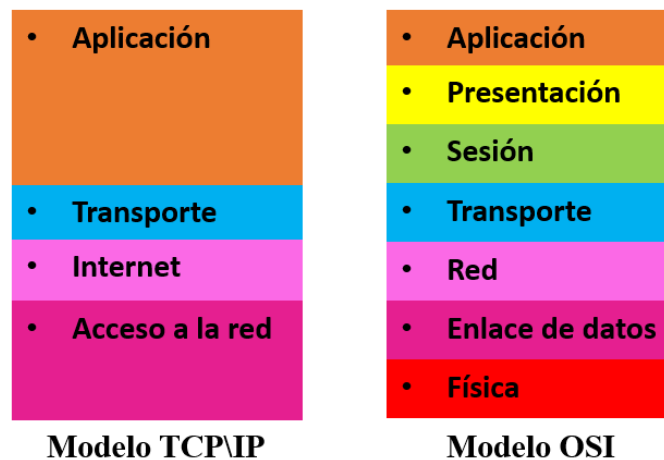 • Aplicación
• Transporte
• Internet
• Acceso a la red
Modelo TCP\IP
• Aplicación
• Presentación
• Sesión
• Transporte
• Red
• Enlace de datos
• Física
Modelo OSI